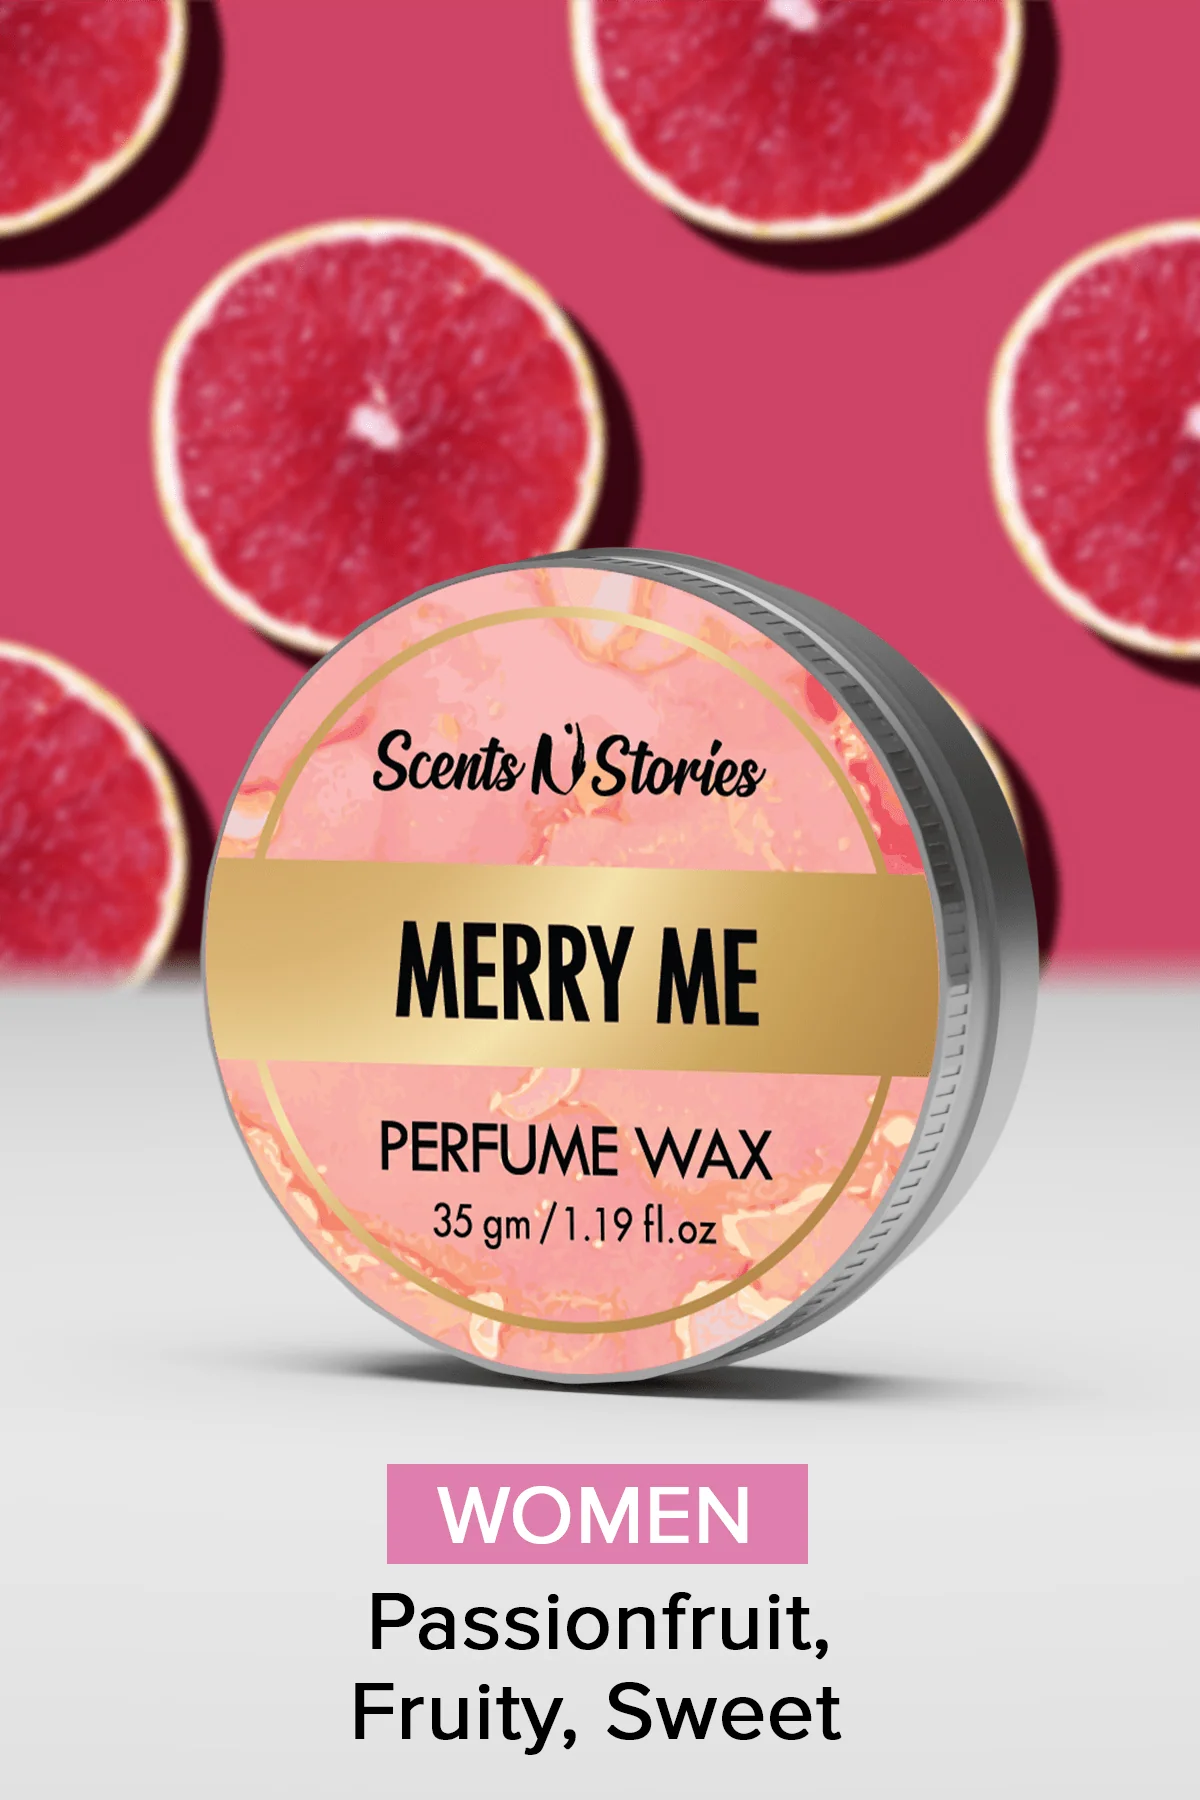 Scents N Stories
MERRY ME
PERFUME WAX
35 gm / 1.19 fl.oz
WOMEN
Passionfruit,
Fruity, Sweet